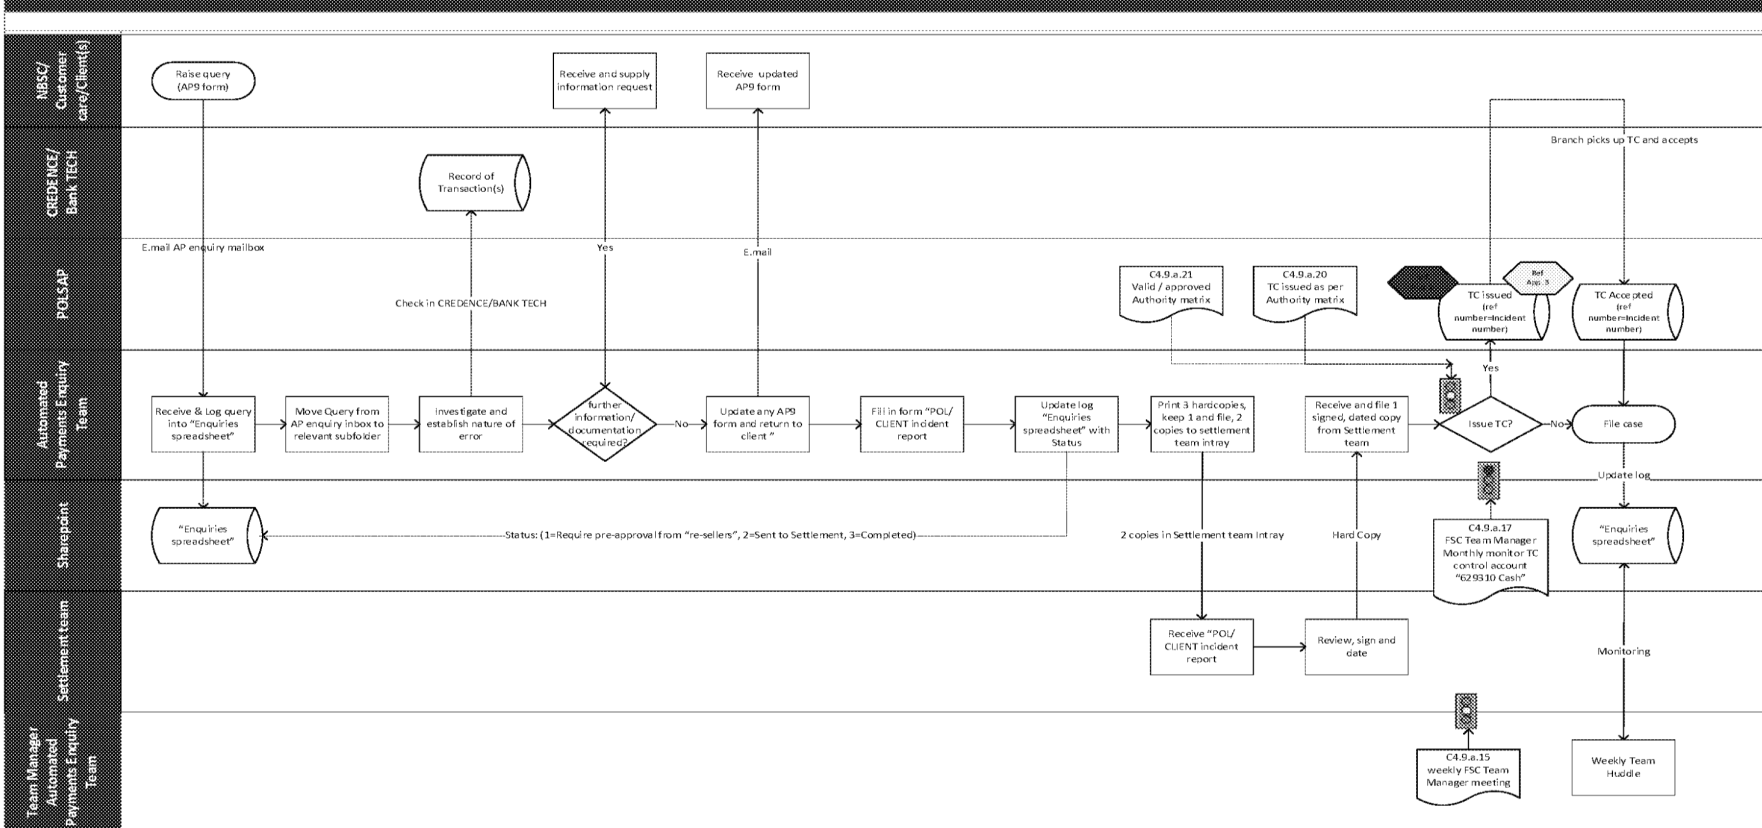 NBSC/
Customer
care/Client(s)
Raise query
(AP9 form)
Receive and supply
information request
Receive updated
AP9 form
CREDENCE/
Bank TECH
Record of
Transaction(s)
Branch picks up TC and accepts
POLSAP
E.mail AP enquiry mailbox
Yes
E.mail
Check in CREDENCE/BANK TECH
C4.9.a.21
Valid / approved
Authority matrix
C4.9.a.20
TC issued as per
Authority matrix
Ref
App. 3
TC issued
(ref
number=Incident
number)
TC Accepted
(ref
number=Incident
number)
Automated
Payments Enquiry
Team
Receive & Log query
into "Enquiries
spreadsheet"
Move Query from
AP enquiry inbox to
relevant subfolder
Investigate and
establish nature of
error
further
information/
documentation
required?
No
Update any AP9
form and return to
client "
Fill in form "POL/
CLIENT incident
report
Update log
"Enquiries
spreadsheet" with
Status
Print 3 hardcopies,
keep 1 and file, 2
copies to settlement
team intray
Receive and file 1
signed, dated copy
from Settlement
team
Yes
Issue TC?
No
File case
Sharepoint
"Enquiries
spreadsheet"
Status: (1=Require pre-approval from "re-sellers", 2=Sent to Settlement, 3=Completed)
2 copies in Settlement team Intray
Hard Copy
C4.9.a.17
FSC Team Manager
Monthly monitor TC
control account
"629310 Cash"
Update log
"Enquiries
spreadsheet"
Settlement team
Receive "POL/
CLIENT incident
report
Review, sign and
date
Monitoring
Team Manager
Automated
Payments Enquiry
Team
C4.9.a.15
weekly FSC Team
Manager meeting
Weekly Team
Huddle